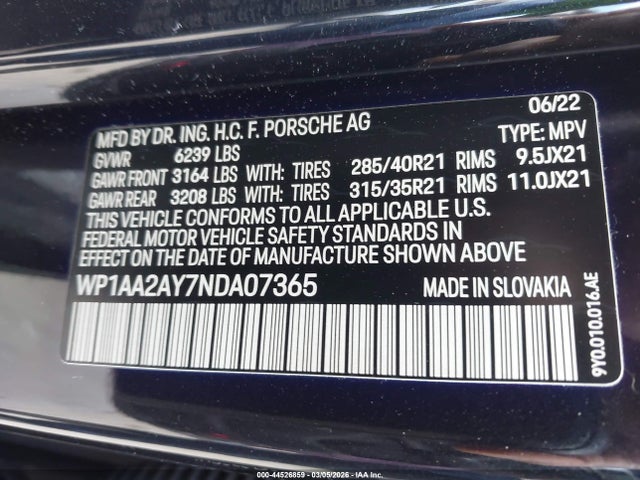 06/22
MFD BY DR. ING. H.C. F. PORSCHE AG TYPE: MPV
GVWR 6239 LBS
GAWR FRONT 3164 LBS WITH: TIRES 285/40R21 RIMS 9.5JX21
GAWR REAR 3208 LBS WITH: TIRES 315/35R21 RIMS 11.0JX21
THIS VEHICLE CONFORMS TO ALL APPLICABLE U.S.
FEDERAL MOTOR VEHICLE SAFETY STANDARDS IN
EFFECT ON THE DATE OF MANUFACTURE SHOWN ABOVE.
WP1AA2AY7NDA07365 MADE IN SLOVAKIA
9Y0.010.016.AE
000-44526859 - 03/05/2026 - IAA Inc.